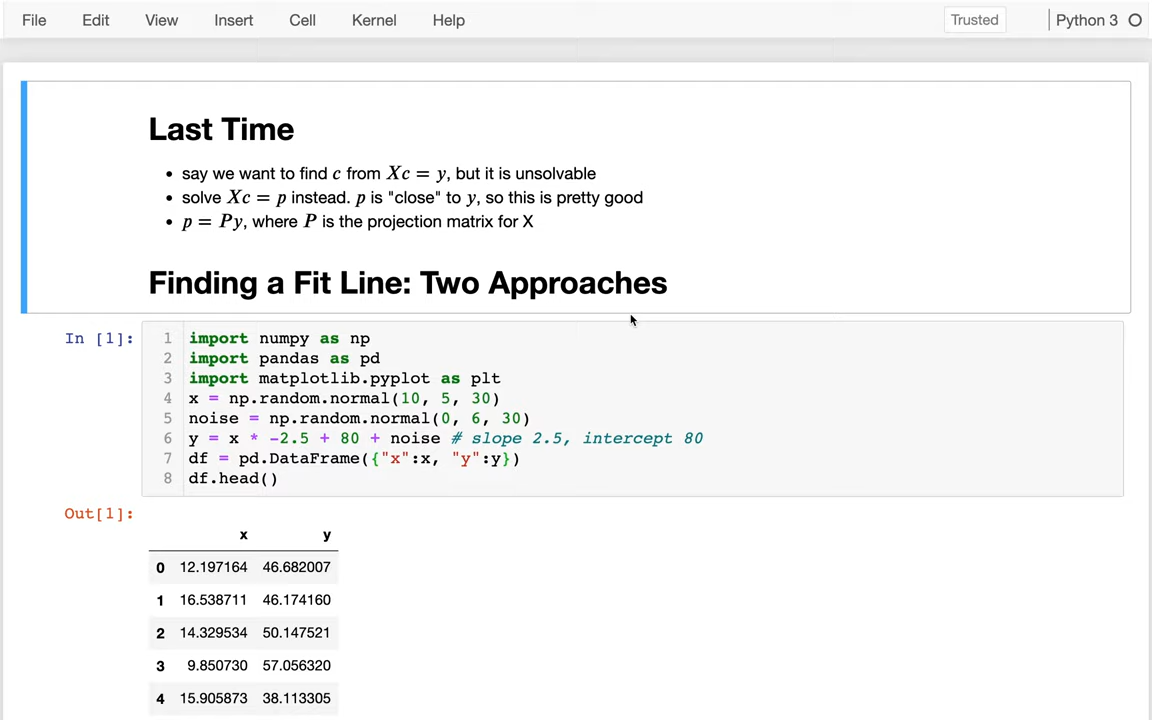 File Edit View Insert Cell Kernel Help Trusted Python 3
Last Time
• say we want to find c from Xc = y, but it is unsolvable
• solve Xc = p instead. p is "close" to y, so this is pretty good
• p = Py, where P is the projection matrix for X
Finding a Fit Line: Two Approaches
In [1]:
1 import numpy as np
2 import pandas as pd
3 import matplotlib.pyplot as plt
4 x = np.random.normal(10, 5, 30)
5 noise = np.random.normal(0, 6, 30)
6 y = x * -2.5 + 80 + noise # slope 2.5, intercept 80
7 df = pd.DataFrame({"x":x, "y":y})
8 df.head()
Out[1]:
x y
0 12.197164 46.682007
1 16.538711 46.174160
2 14.329534 50.147521
3 9.850730 57.056320
4 15.905873 38.113305